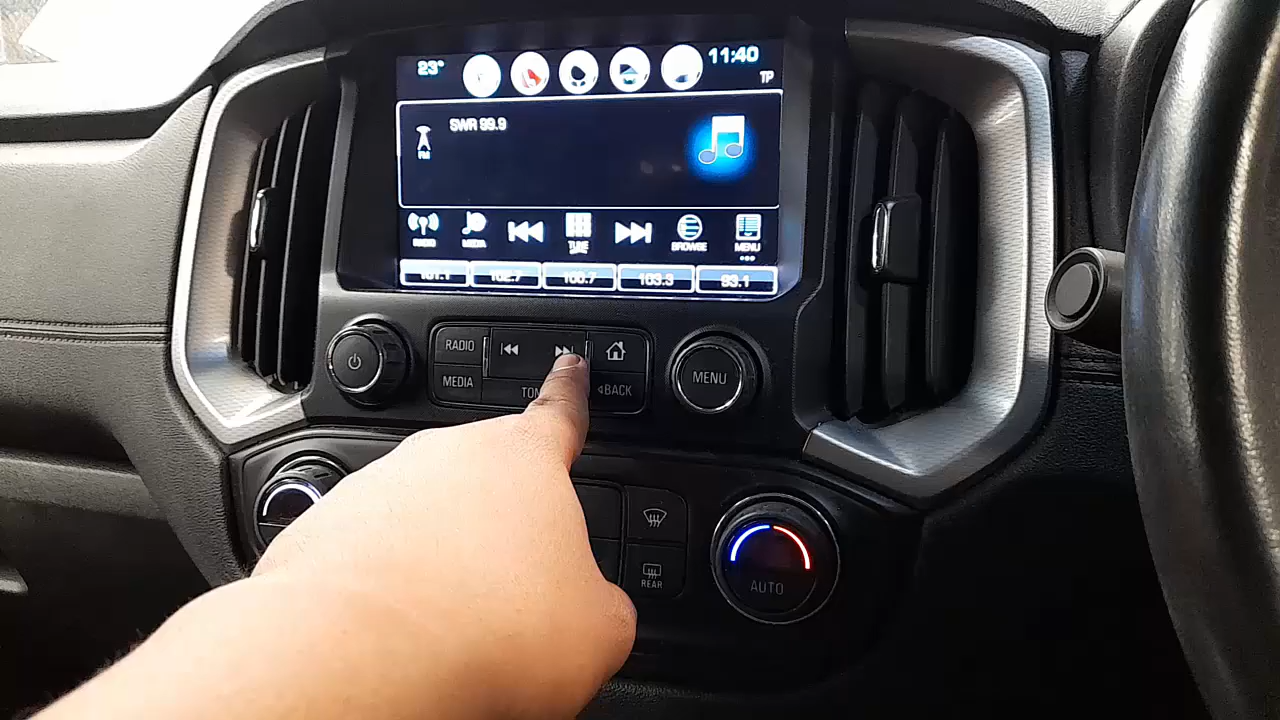 23°
11:40
TP
FM
SWR 99.9
RADIO
MEDIA
TUNE
BROWSE
MENU
101.1
102.7
100.7
103.3
93.1
RADIO
MEDIA
BACK
MENU
REAR
AUTO